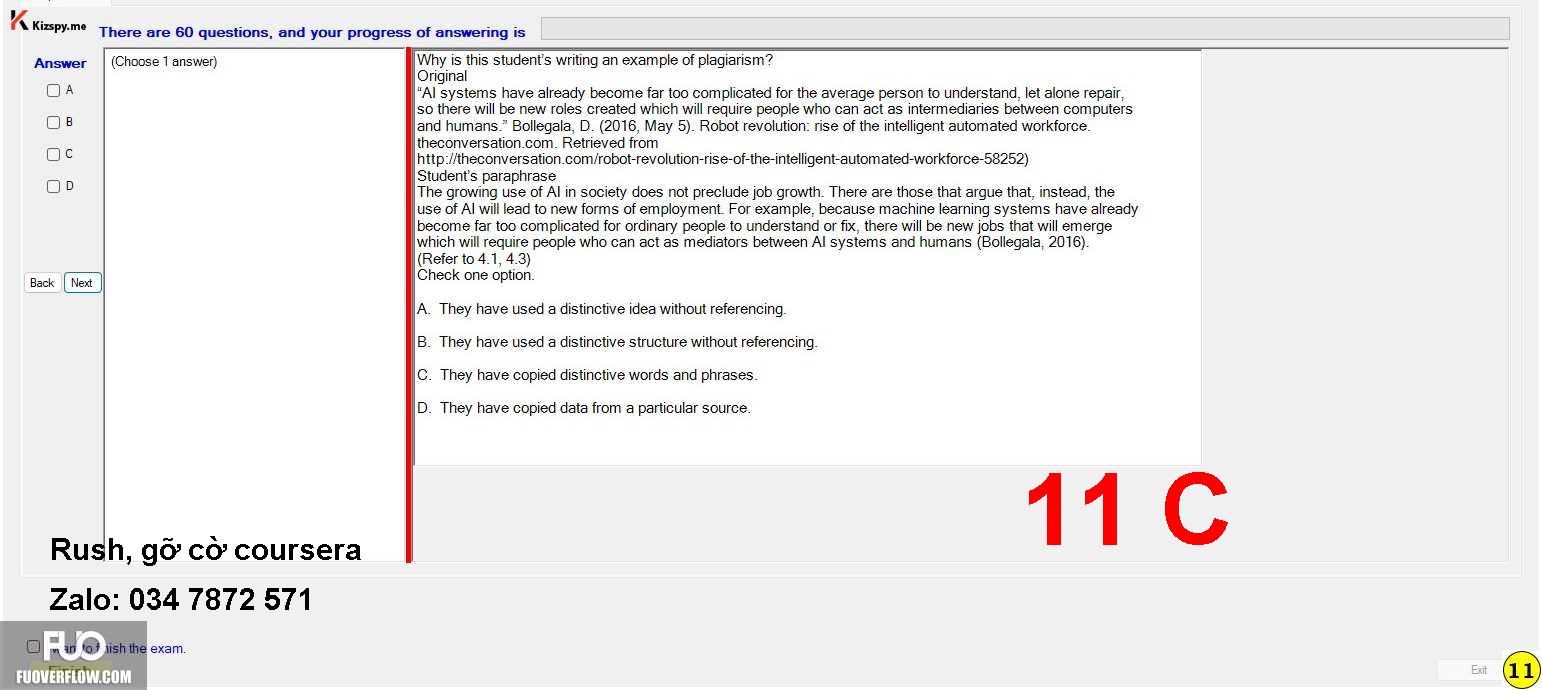 Kizspy.me
There are 60 questions, and your progress of answering is
Answer
A
B
C
D
Back
Next
(Choose 1 answer)
Why is this student's writing an example of plagiarism?
Original
“AI systems have already become far too complicated for the average person to understand, let alone repair,
so there will be new roles created which will require people who can act as intermediaries between computers
and humans.” Bollegala, D. (2016, May 5). Robot revolution: rise of the intelligent automated workforce.
theconversation.com. Retrieved from
http://theconversation.com/robot-revolution-rise-of-the-intelligent-automated-workforce-58252)
Student's paraphrase
The growing use of AI in society does not preclude job growth. There are those that argue that, instead, the
use of AI will lead to new forms of employment. For example, because machine learning systems have already
become far too complicated for ordinary people to understand or fix, there will be new jobs that will emerge
which will require people who can act as mediators between AI systems and humans (Bollegala, 2016).
(Refer to 4.1, 4.3)
Check one option.
A. They have used a distinctive idea without referencing.
B. They have used a distinctive structure without referencing.
C. They have copied distinctive words and phrases.
D. They have copied data from a particular source.
11 C
Rush, gỡ cờ coursera
Zalo: 034 7872 571
I want to finish the exam.
Finish
FUO
FUOVERFLOW.COM
Exit
11